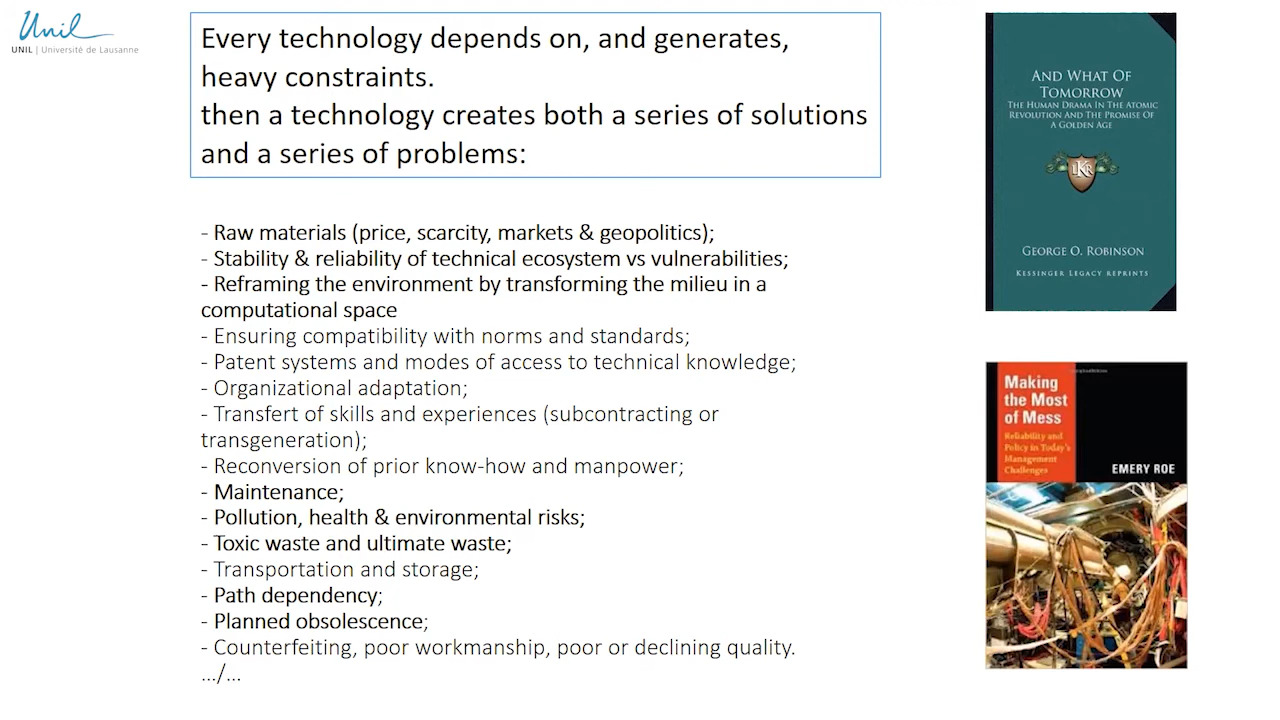 Unil
UNIL | Université de Lausanne
Every technology depends on, and generates,
heavy constraints.
then a technology creates both a series of solutions
and a series of problems:
- Raw materials (price, scarcity, markets & geopolitics);
- Stability & reliability of technical ecosystem vs vulnerabilities;
- Reframing the environment by transforming the milieu in a
computational space
- Ensuring compatibility with norms and standards;
- Patent systems and modes of access to technical knowledge;
- Organizational adaptation;
- Transfert of skills and experiences (subcontracting or
transgeneration);
- Reconversion of prior know-how and manpower;
- Maintenance;
- Pollution, health & environmental risks;
- Toxic waste and ultimate waste;
- Transportation and storage;
- Path dependency;
- Planned obsolescence;
- Counterfeiting, poor workmanship, poor or declining quality.
.../...
AND WHAT OF
TOMORROW
THE HUMAN DRAMA IN THE ATOMIC
REVOLUTION AND THE PROMISE OF
A GOLDEN AGE
LKR
GEORGE O. ROBINSON
KESSINGER LEGACY REPRINTS
Making
the Most
of Mess
Reliability and
Policy in Today's
Management
Challenges
EMERY ROE